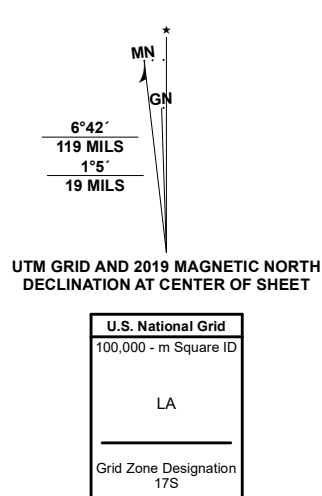 ★
MN
GN
6°42´
119 MILS
1°5´
19 MILS
UTM GRID AND 2019 MAGNETIC NORTH
DECLINATION AT CENTER OF SHEET
U.S. National Grid
100,000 - m Square ID
LA
Grid Zone Designation
17S